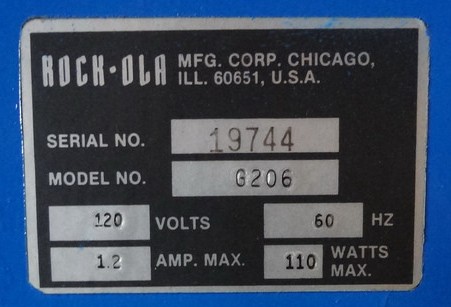 ROCK-OLA MFG. CORP. CHICAGO,
ILL. 60651, U.S.A.
SERIAL NO. 19744
MODEL NO. G206
120 VOLTS 60 HZ
1.2 AMP. MAX. 110 WATTS MAX.